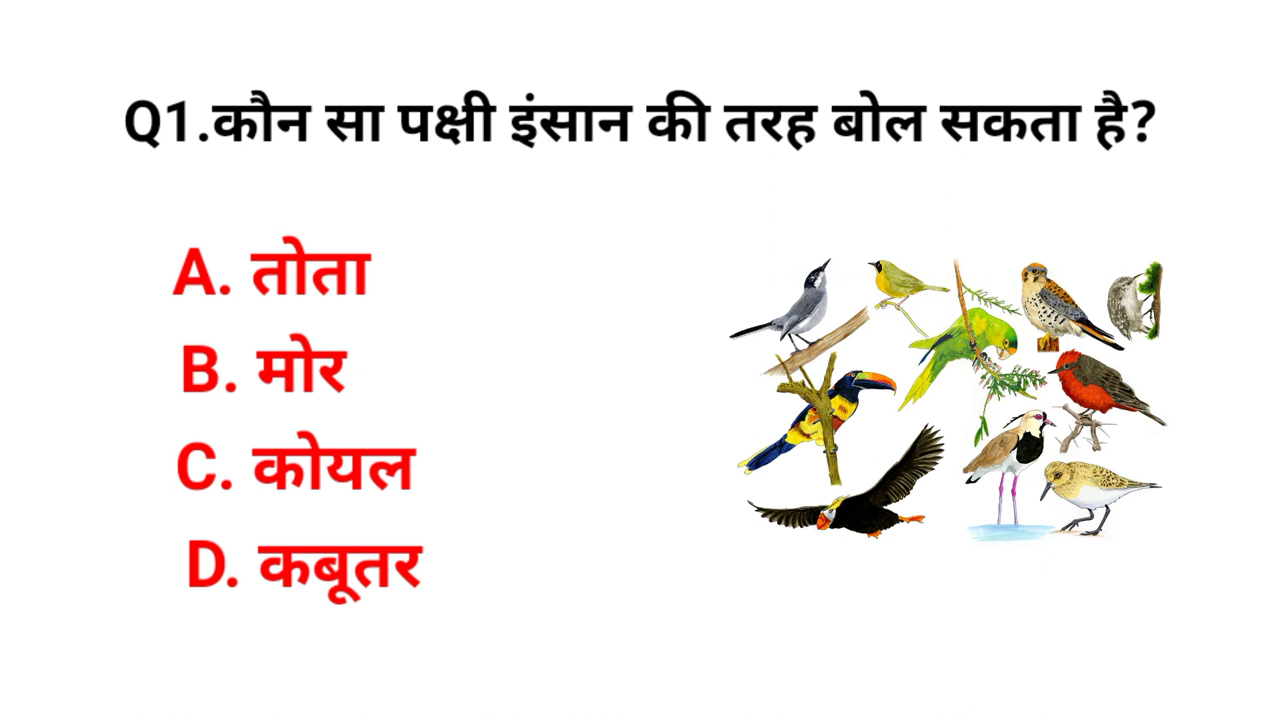 Q1.कौन सा पक्षी इंसान की तरह बोल सकता है?
A. तोता
B. मोर
C. कोयल
D. कबूतर